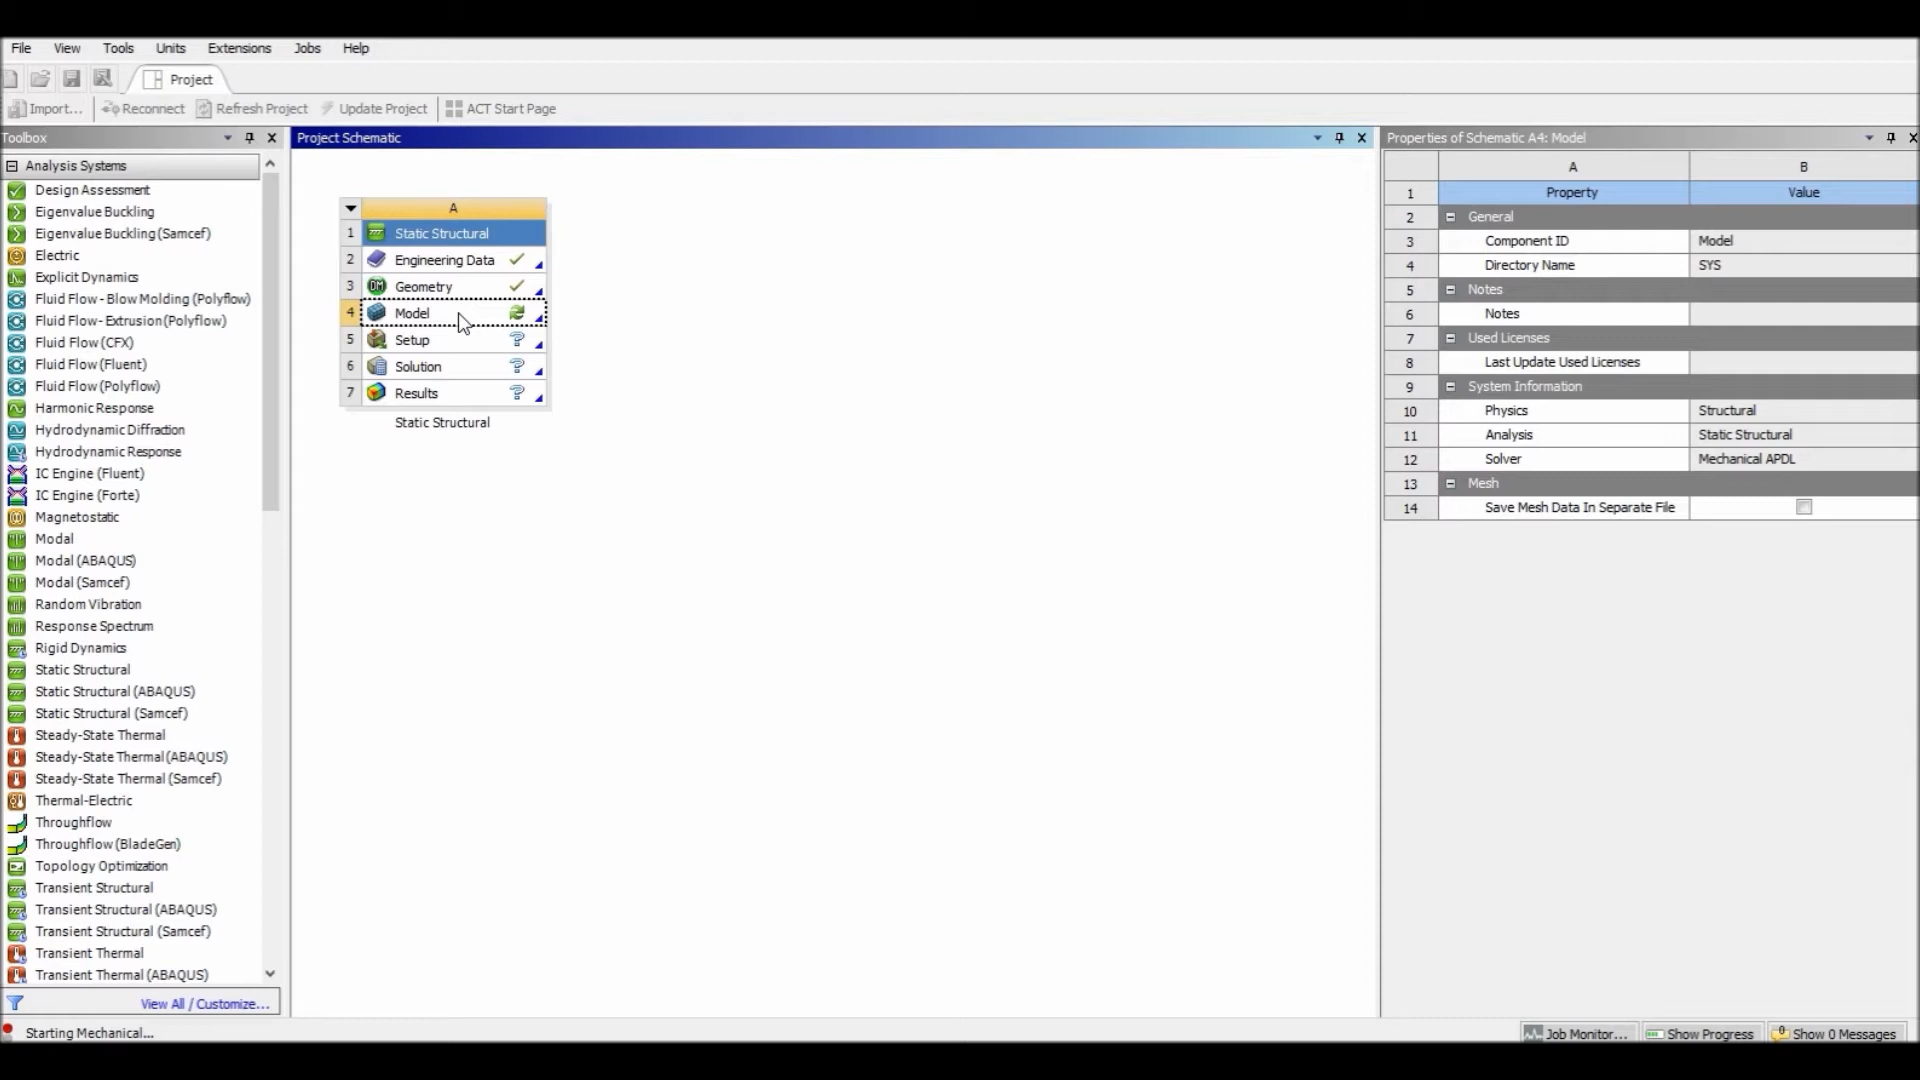 File View Tools Units Extensions Jobs Help
Project
Import... Reconnect Refresh Project Update Project ACT Start Page
Toolbox
Analysis Systems
Design Assessment
Eigenvalue Buckling
Eigenvalue Buckling (Samcef)
Electric
Explicit Dynamics
Fluid Flow - Blow Molding (Polyflow)
Fluid Flow- Extrusion (Polyflow)
Fluid Flow (CFX)
Fluid Flow (Fluent)
Fluid Flow (Polyflow)
Harmonic Response
Hydrodynamic Diffraction
Hydrodynamic Response
IC Engine (Fluent)
IC Engine (Forte)
Magnetostatic
Modal
Modal (ABAQUS)
Modal (Samcef)
Random Vibration
Response Spectrum
Rigid Dynamics
Static Structural
Static Structural (ABAQUS)
Static Structural (Samcef)
Steady-State Thermal
Steady-State Thermal (ABAQUS)
Steady-State Thermal (Samcef)
Thermal-Electric
Throughflow
Throughflow (BladeGen)
Topology Optimization
Transient Structural
Transient Structural (ABAQUS)
Transient Structural (Samcef)
Transient Thermal
Transient Thermal (ABAQUS)
View All / Customize...
Project Schematic
A
1 Static Structural
2 Engineering Data
3 DM Geometry
4 Model
5 Setup
6 Solution
7 Results
Static Structural
Properties of Schematic A4: Model
A B
1 Property Value
2 General
3 Component ID Model
4 Directory Name SYS
5 Notes
6 Notes
7 Used Licenses
8 Last Update Used Licenses
9 System Information
10 Physics Structural
11 Analysis Static Structural
12 Solver Mechanical APDL
13 Mesh
14 Save Mesh Data In Separate File
Starting Mechanical... Job Monitor... Show Progress Show 0 Messages